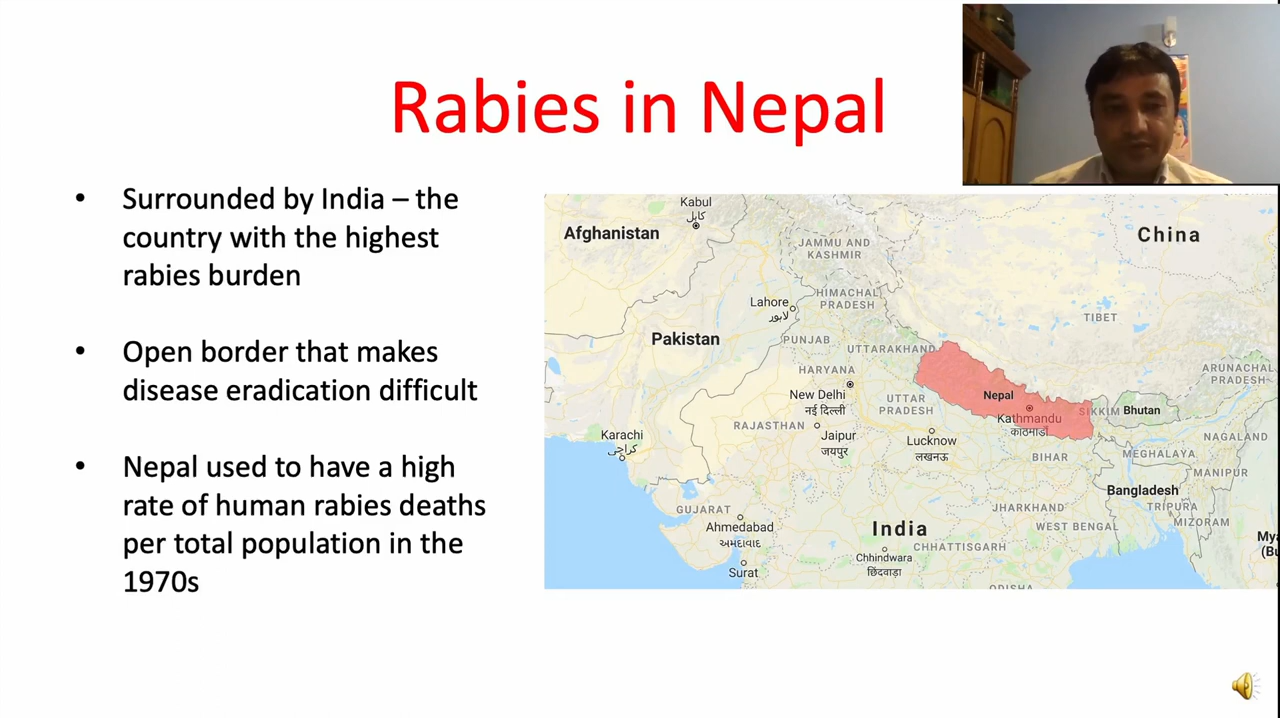 Rabies in Nepal
• Surrounded by India – the
country with the highest
rabies burden
• Open border that makes
disease eradication difficult
• Nepal used to have a high
rate of human rabies deaths
per total population in the
1970s
Kabul
کابل
Afghanistan
China
JAMMU AND
KASHMIR
HIMACHAL
PRADESH
Lahore
لاہور
TIBET
Pakistan
PUNJAB
UTTARAKHAND
HARYANA
ARUNACHAL
PRADESH
New Delhi
नई दिल्ली
UTTAR
PRADESH
Nepal
Kathmandu
काठमाडौं
SIKKIM
Bhutan
RAJASTHAN
Jaipur
जयपुर
Lucknow
लखनऊ
Karachi
کراچی
NAGALAND
BIHAR
MEGHALAYA
MANIPUR
Bangladesh
GUJARAT
JHARKHAND
TRIPURA
Ahmedabad
અમદાવાદ
India
WEST BENGAL
MIZORAM
Chhindwara
छिंदवाड़ा
CHHATTISGARH
Mya
(Bu
Surat
ODISHA